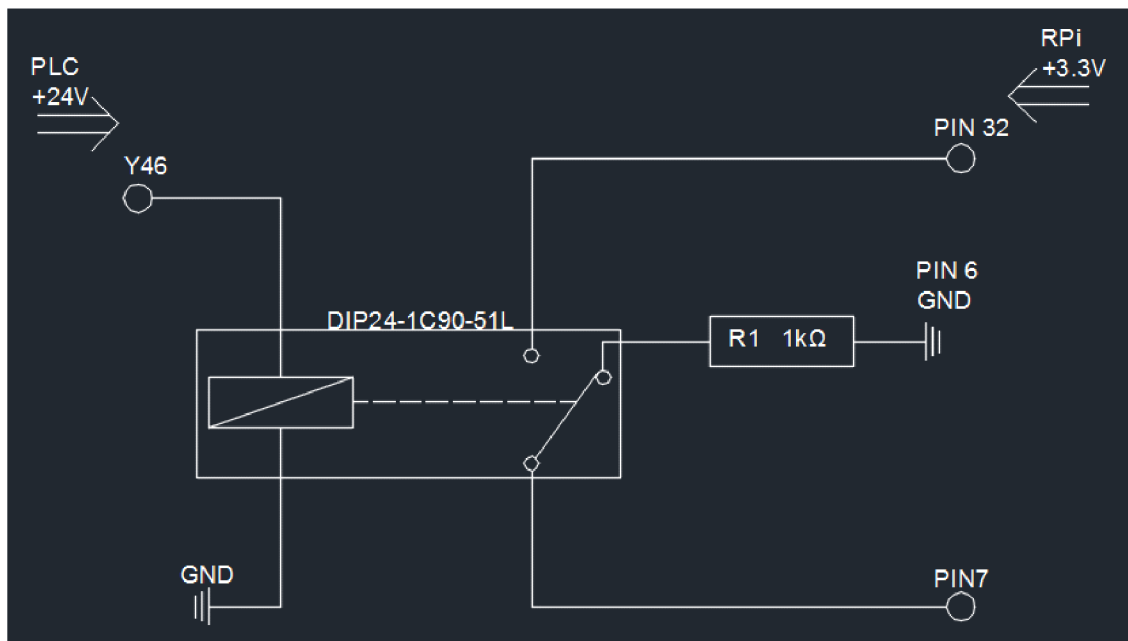 PLC
+24V
Y46
RPi
+3.3V
PIN 32
PIN 6
GND
DIP24-1C90-51L
R1 1kΩ
GND
PIN7